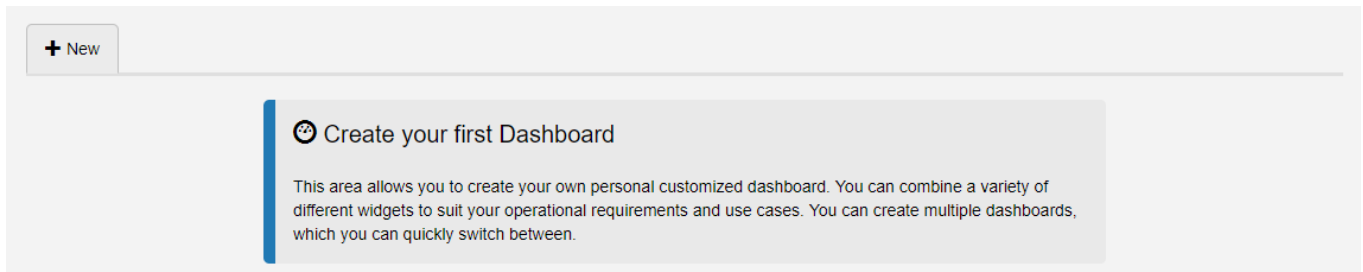 New
Create your first Dashboard
This area allows you to create your own personal customized dashboard. You can combine a variety of
different widgets to suit your operational requirements and use cases. You can create multiple dashboards,
which you can quickly switch between.